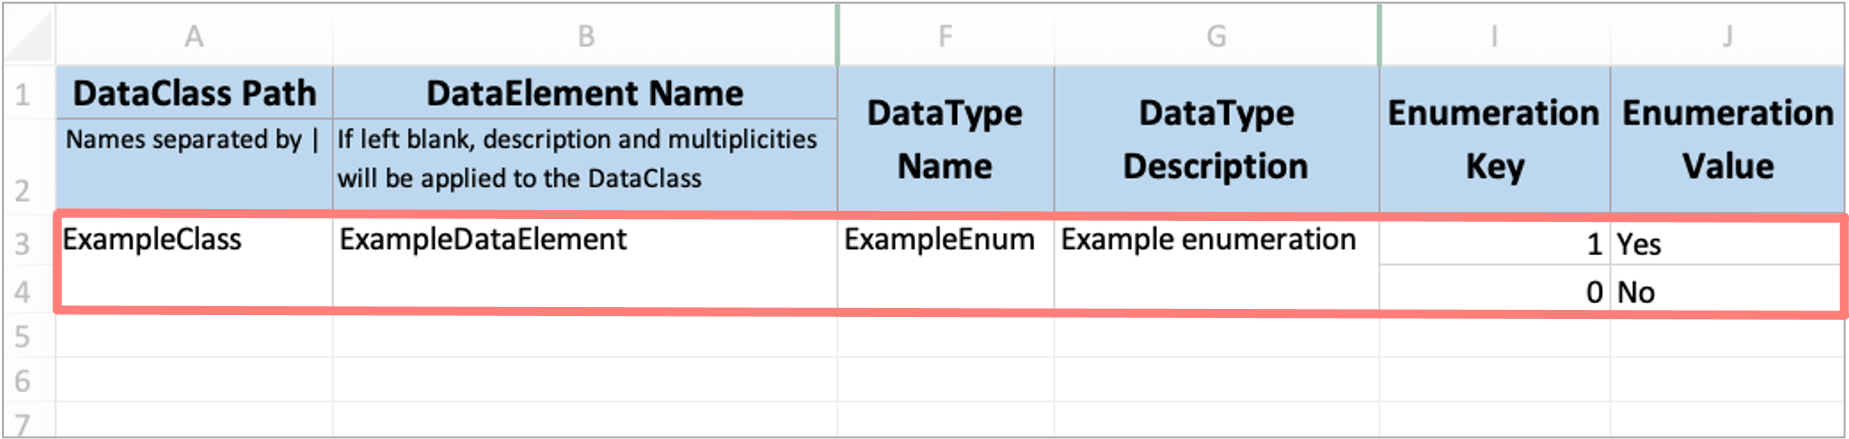 A B F G I J
1 DataClass Path DataElement Name DataType Name DataType Description Enumeration Key Enumeration Value
2 Names separated by | If left blank, description and multiplicities
will be applied to the DataClass
3 ExampleClass ExampleDataElement ExampleEnum Example enumeration 1 Yes
4 0 No
5
6
7